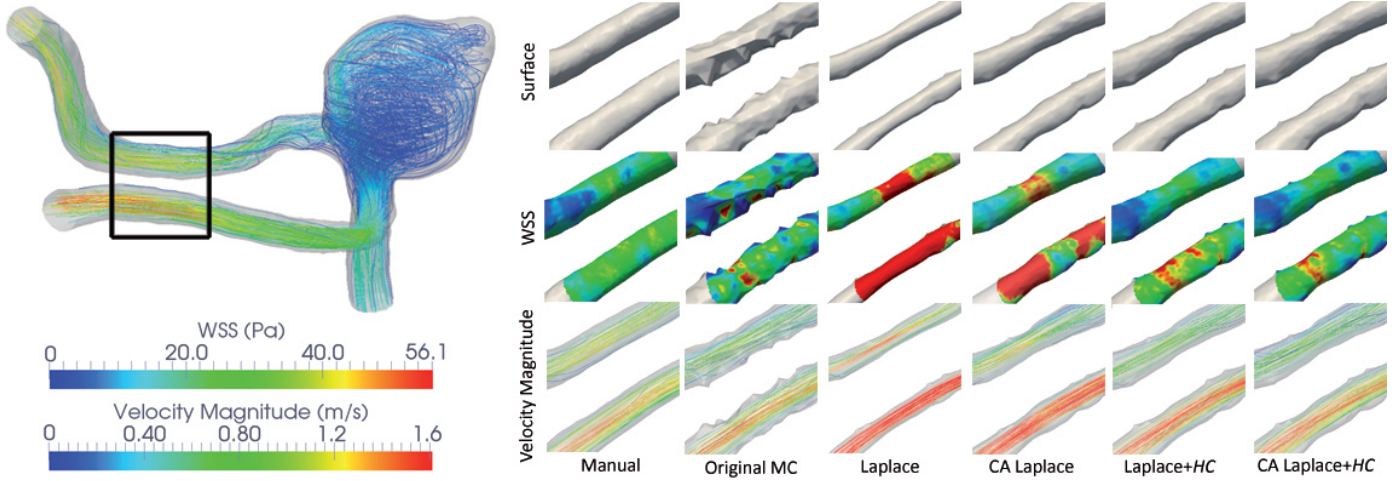 WSS (Pa)
0 20.0 40.0 56.1
Velocity Magnitude (m/s)
0 0.40 0.80 1.2 1.6
Surface
WSS
Velocity Magnitude
Manual Original MC Laplace CA Laplace Laplace+HC CA Laplace+HC